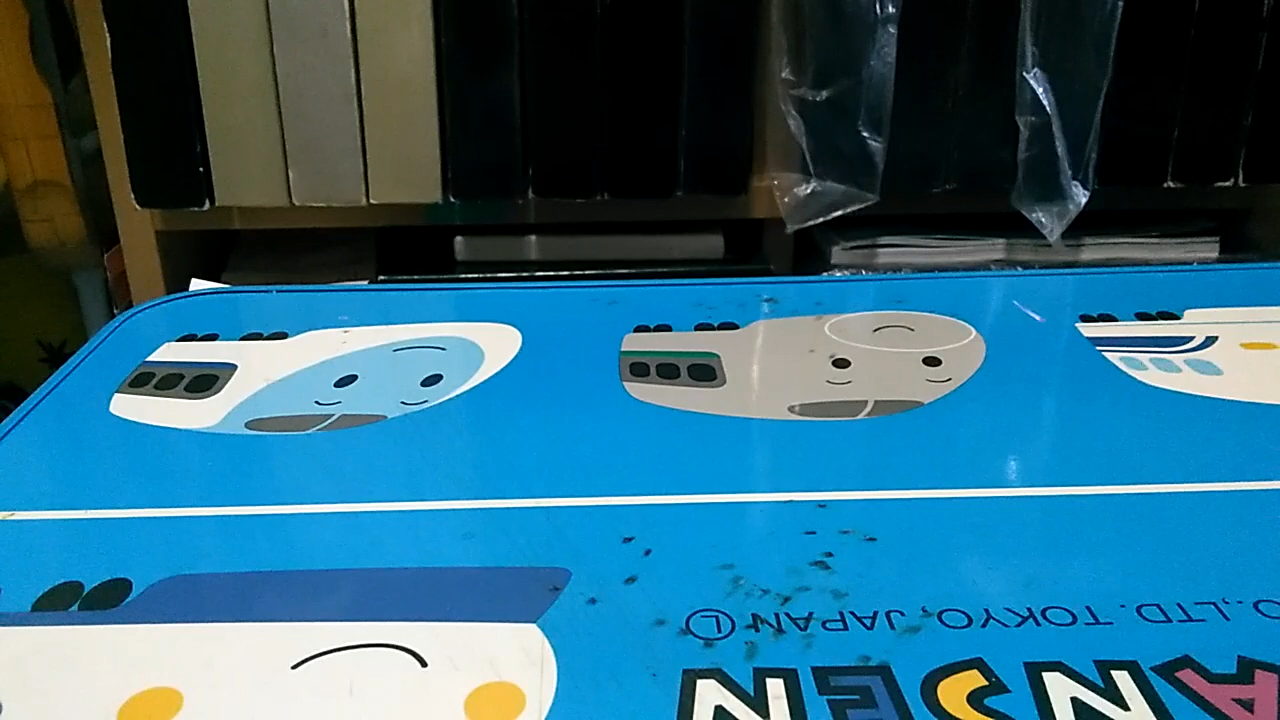 ANSEN
O.,LTD. TOKYO, JAPAN Ⓛ